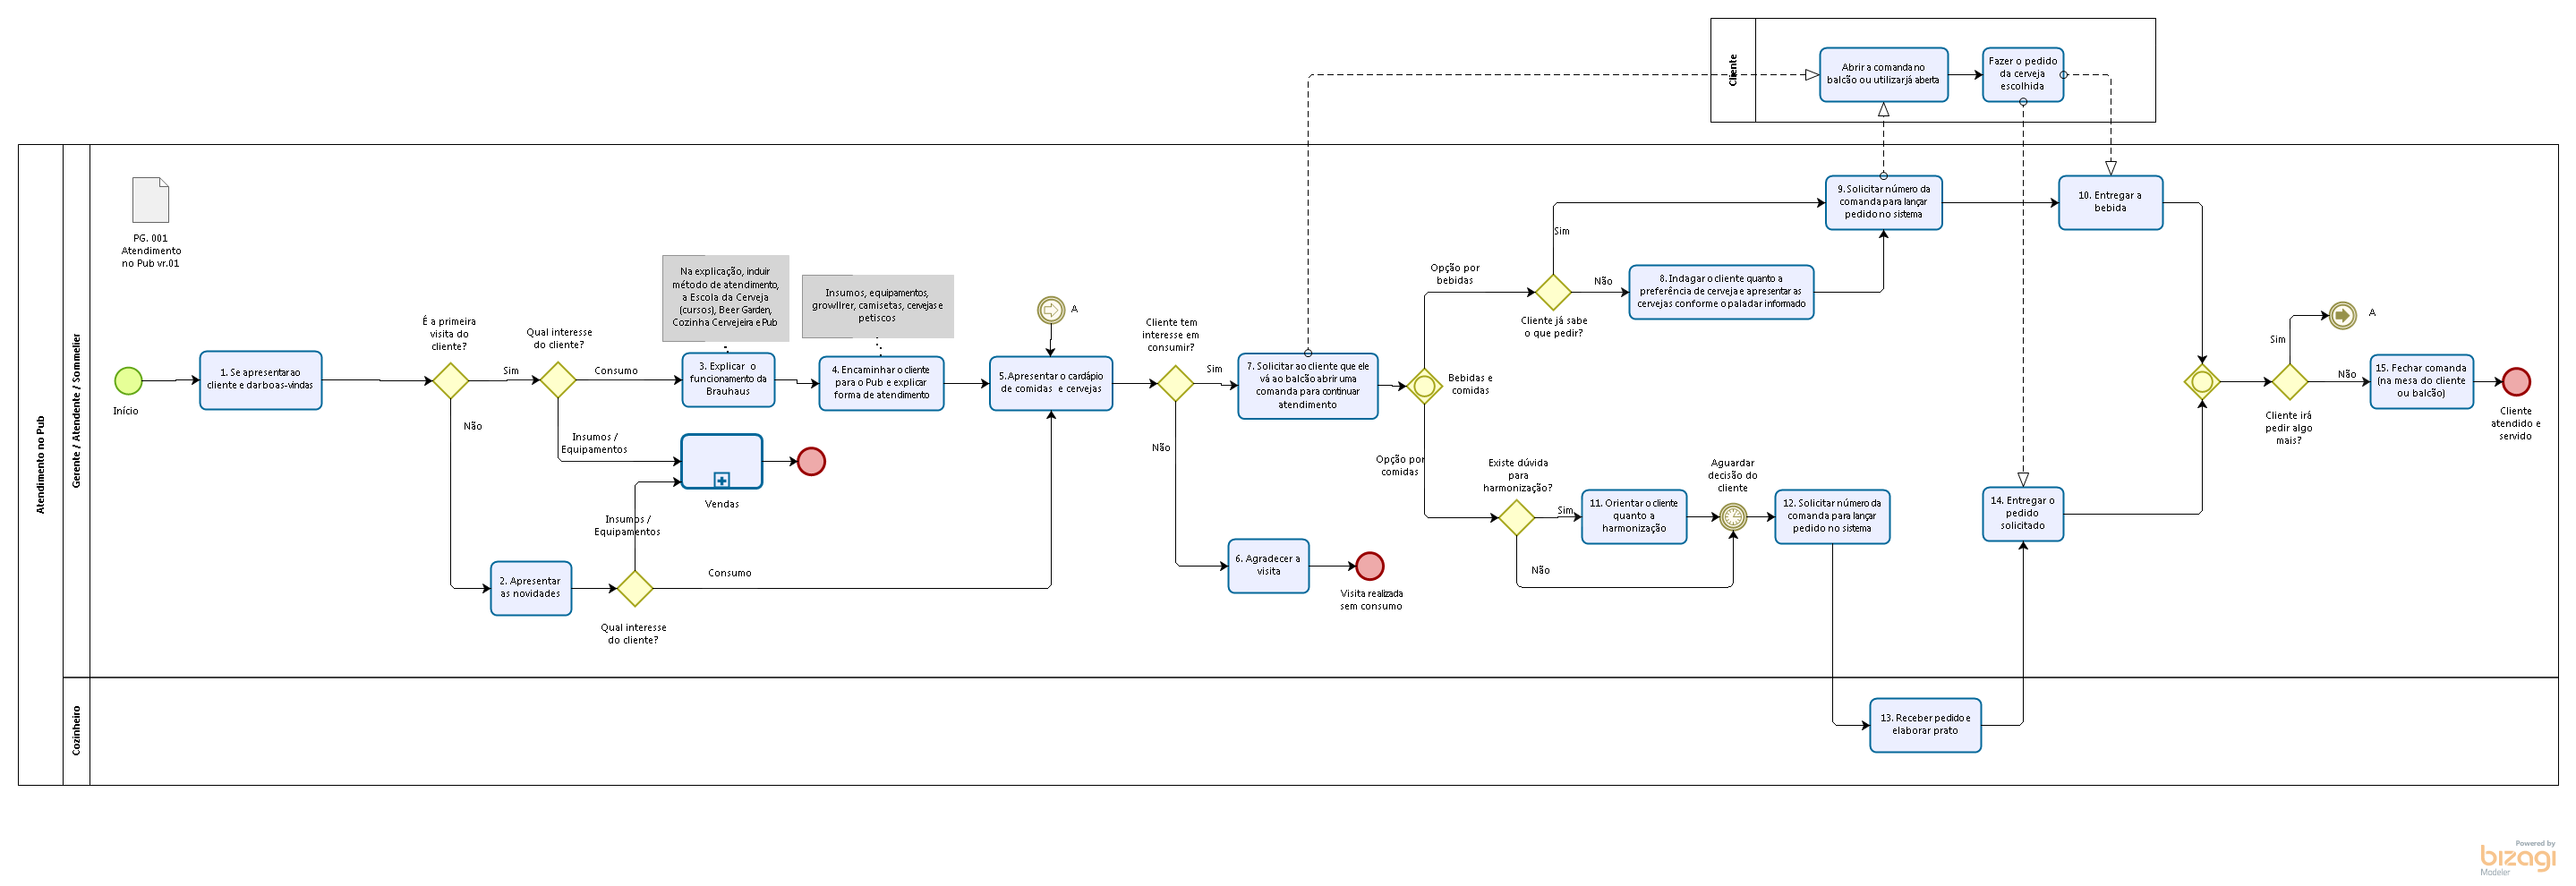 Cliente
Abrir a comanda no
balcão ou utilizar já aberta
Fazer o pedido
da cerveja
escolhida
Atendimento no Pub
Gerente / Atendente / Sommelier
PG. 001
Atendimento
no Pub vr.01
Início
1. Se apresentar ao
cliente e dar boas-vindas
É a primeira
visita do
cliente?
Sim
Não
Qual interesse
do cliente?
Consumo
Insumos /
Equipamentos
Na explicação, induir
método de atendimento,
a Escola da Cerveja
(cursos), Beer Garden,
Cozinha Cervejeira e Pub
3. Explicar o
funcionamento da
Brauhaus
Insumos, equipamentos,
growllrer, camisetas, cervejas e
petiscos
4. Encaminhar o cliente
para o Pub e explicar
forma de atendimento
Vendas
2. Apresentar
as novidades
Insumos /
Equipamentos
Consumo
Qual interesse
do cliente?
A
5. Apresentar o cardápio
de comidas e cervejas
Cliente tem
interesse em
consumir?
Sim
Não
6. Agradecer a
visita
Visita realizada
sem consumo
7. Solicitar ao cliente que ele
vá ao balcão abrir uma
comanda para continuar
atendimento
Bebidas e
comidas
Opção por
bebidas
Opção por
comidas
Cliente já sabe
o que pedir?
Sim
Não
8. Indagar o cliente quanto a
preferência de cerveja e apresentar as
cervejas conforme o paladar informado
9. Solicitar número da
comanda para lançar
pedido no sistema
10. Entregar a
bebida
Existe dúvida
para
harmonização?
Sim
Não
11. Orientar o cliente
quanto a
harmonização
Aguardar
decisão do
cliente
12. Solicitar número da
comanda para lançar
pedido no sistema
14. Entregar o
pedido
solicitado
Cliente irá
pedir algo
mais?
Sim
A
Não
15. Fechar comanda
(na mesa do cliente
ou balcão)
Cliente
atendido e
servido
Cozinheiro
13. Receber pedido e
elaborar prato
Powered by
bizagi
Modeler